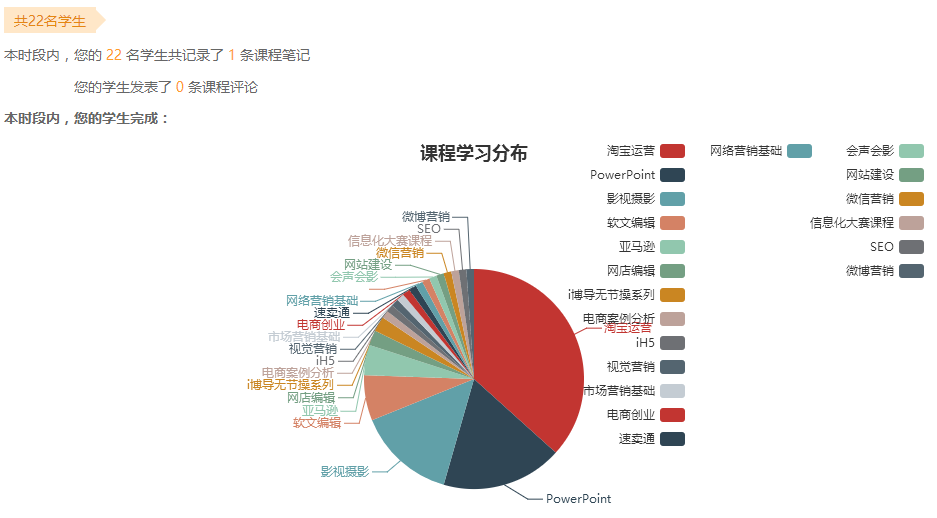 共22名学生
本时段内，您的 22 名学生共记录了 1 条课程笔记
您的学生发表了 0 条课程评论
本时段内，您的学生完成：
课程学习分布
淘宝运营
PowerPoint
影视摄影
软文编辑
亚马逊
网店编辑
i博导无节操系列
电商案例分析
iH5
视觉营销
市场营销基础
电商创业
速卖通
网络营销基础
会声会影
网站建设
微信营销
信息化大赛课程
SEO
微博营销
微博营销
SEO
信息化大赛课程
微信营销
网站建设
会声会影
网络营销基础
速卖通
电商创业
市场营销基础
视觉营销
iH5
电商案例分析
i博导无节操系列
网店编辑
亚马逊
软文编辑
影视摄影
PowerPoint
淘宝运营